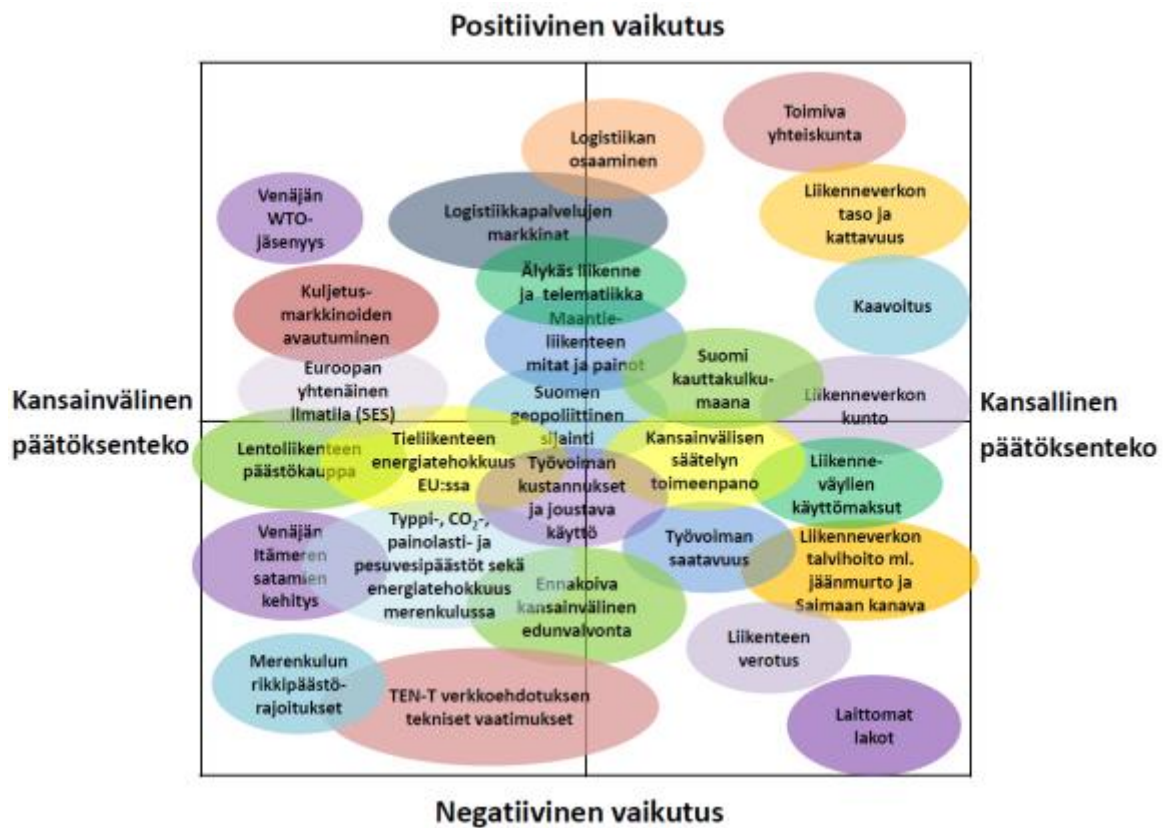 Positiivinen vaikutus
Toimiva
yhteiskunta
Logistiikan
osaaminen
Venäjän
WTO-
jäsenyys
Logistiikkapalvelujen
markkinat
Liikenneverkon
taso ja
kattavuus
Älykäs liikenne
ja telematiikka
Kuljetus-
markkinoiden
avautuminen
Kaavoitus
Maantie-
liikenteen
mitat ja painot
Suomi
kauttakulku-
maana
Euroopan
yhtenäinen
ilmatila (SES)
Suomen
geopoliittinen
sijainti
Liikenneverkon
kunto
Kansainvälinen
päätöksenteko
Kansallinen
päätöksenteko
Lentoliikenteen
päästökauppa
Tieliikenteen
energiatehokkuus
EU:ssa
Työvoiman
kustannukset
ja joustava
käyttö
Kansainvälisen
säätelyn
toimeenpano
Liikenne-
väylien
käyttömaksut
Venäjän
Itämeren
satamien
kehitys
Typpi-, CO₂-,
painolasti- ja
pesuvesipäästöt sekä
energiatehokkuus
merenkulussa
Ennakoiva
kansainvälinen
edunvalvonta
Työvoiman
saatavuus
Liikenneverkon
talvihoito ml.
jäänmurto ja
Saimaan kanava
Liikenteen
verotus
Merenkulun
rikkipäästö-
rajoitukset
TEN-T verkkoehdotuksen
tekniset vaatimukset
Laittomat
lakot
Negatiivinen vaikutus